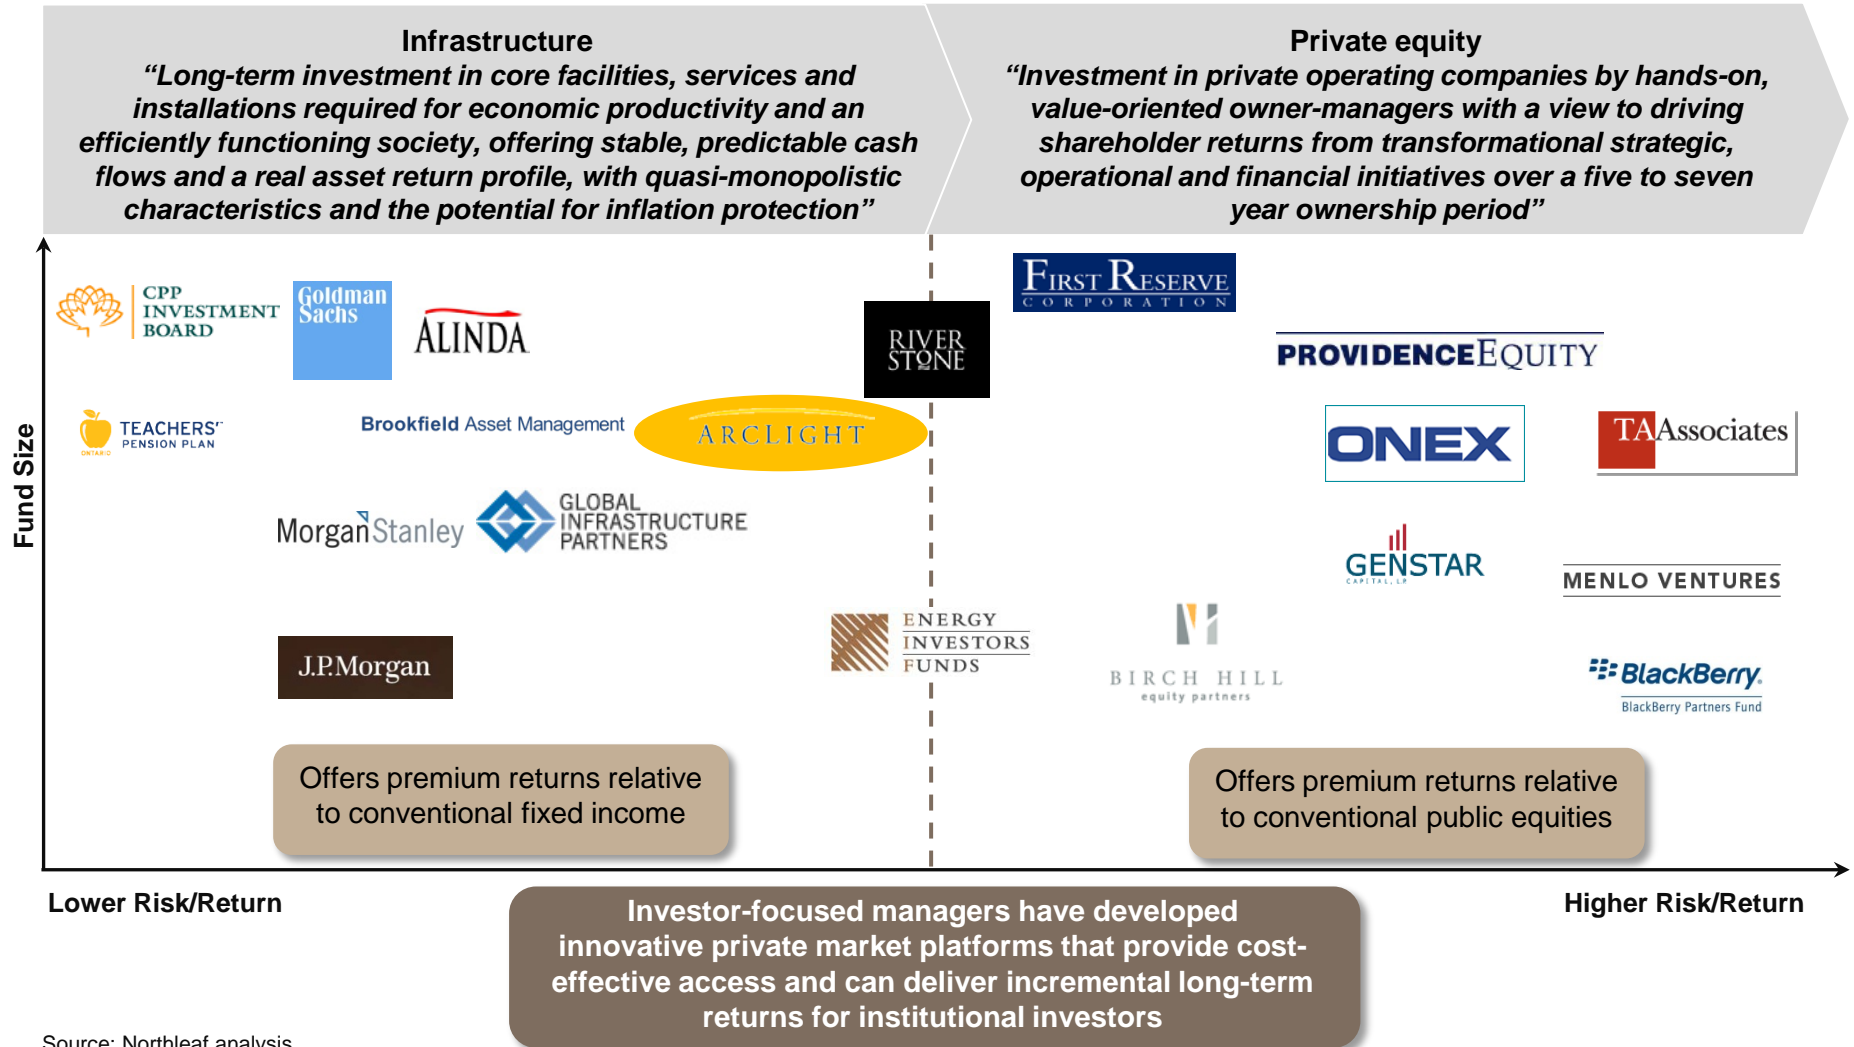 Infrastructure
“Long-term investment in core facilities, services and
installations required for economic productivity and an
efficiently functioning society, offering stable, predictable cash
flows and a real asset return profile, with quasi-monopolistic
characteristics and the potential for inflation protection”
Private equity
“Investment in private operating companies by hands-on,
value-oriented owner-managers with a view to driving
shareholder returns from transformational strategic,
operational and financial initiatives over a five to seven
year ownership period”
Fund Size
CPP
INVESTMENT
BOARD
Goldman
Sachs
ALINDA
RIVER
STONE
FIRST RESERVE
CORPORATION
PROVIDENCE EQUITY
TEACHERS'
PENSION PLAN
ONTARIO
Brookfield Asset Management
ARCLIGHT
ONEX
TA Associates
Morgan Stanley
GLOBAL
INFRASTRUCTURE
PARTNERS
GENSTAR
CAPITAL, LP
MENLO VENTURES
J.P.Morgan
ENERGY
INVESTORS
FUNDS
BIRCH HILL
equity partners
BlackBerry.
BlackBerry Partners Fund
Offers premium returns relative
to conventional fixed income
Offers premium returns relative
to conventional public equities
Lower Risk/Return
Higher Risk/Return
Investor-focused managers have developed
innovative private market platforms that provide cost-
effective access and can deliver incremental long-term
returns for institutional investors
Source: Northleaf analysis